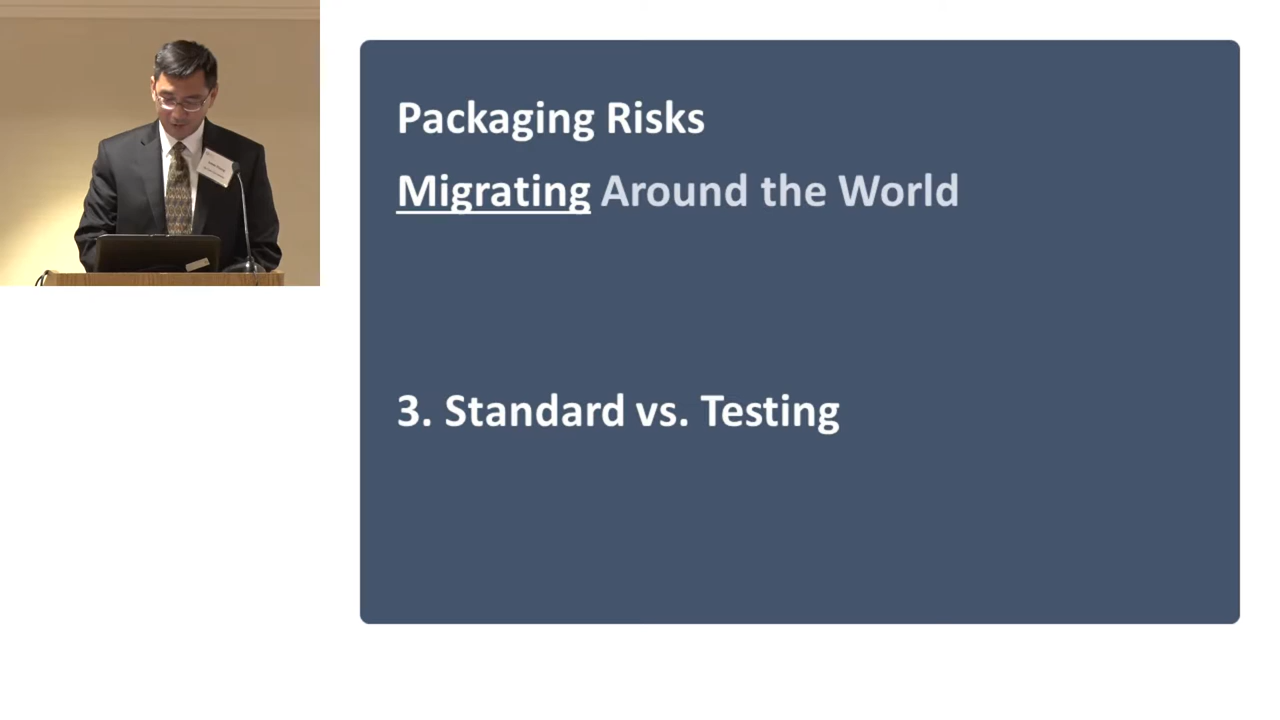 Packaging Risks
Migrating Around the World
3. Standard vs. Testing